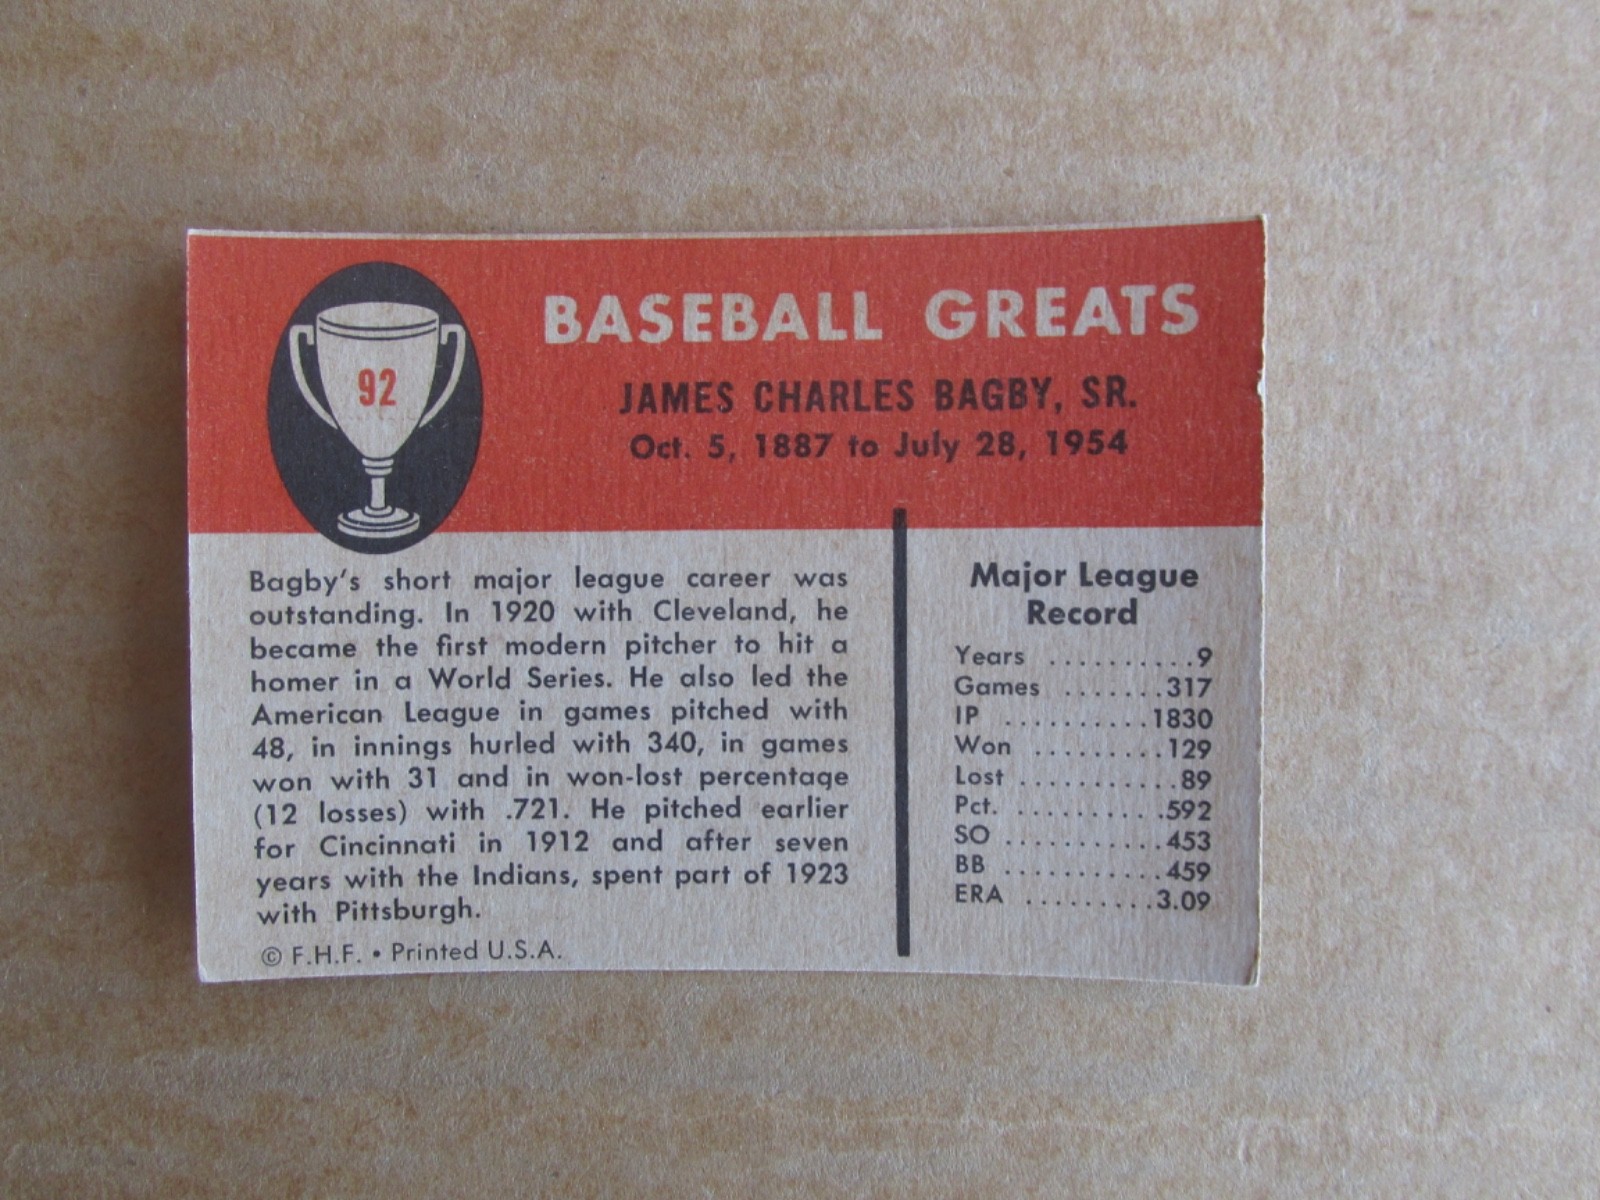 92
BASEBALL GREATS
JAMES CHARLES BAGBY, SR.
Oct. 5, 1887 to July 28, 1954
Bagby's short major league career was
outstanding. In 1920 with Cleveland, he
became the first modern pitcher to hit a
homer in a World Series. He also led the
American League in games pitched with
48, in innings hurled with 340, in games
won with 31 and in won-lost percentage
(12 losses) with .721. He pitched earlier
for Cincinnati in 1912 and after seven
years with the Indians, spent part of 1923
with Pittsburgh.
© F.H.F. • Printed U.S.A.
Major League
Record
Years ..........9
Games .......317
IP ..........1830
Won .........129
Lost ...........89
Pct. ..........592
SO ...........453
BB ...........459
ERA .........3.09